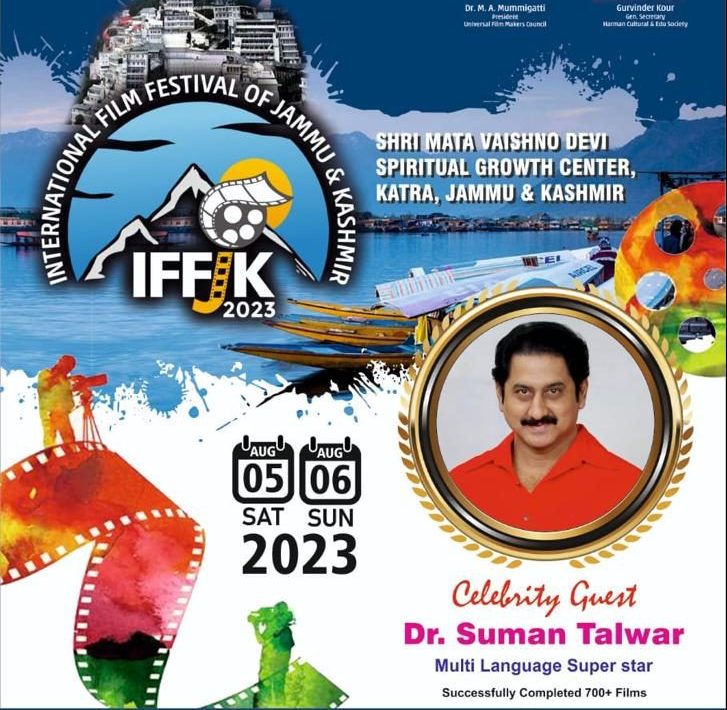 Dr. M. A. Mummigatti
President
Universal Film Makers Council
Gurvinder Kour
Gen. Secretary
Harman Cultural & Edu Society
INTERNATIONAL FILM FESTIVAL OF JAMMU & KASHMIR
IFFJK
2023
SHRI MATA VAISHNO DEVI
SPIRITUAL GROWTH CENTER,
KATRA, JAMMU & KASHMIR
AIRCEL
AUG AUG
05 06
SAT SUN
2023
Celebrity Guest
Dr. Suman Talwar
Multi Language Super star
Successfully Completed 700+ Films